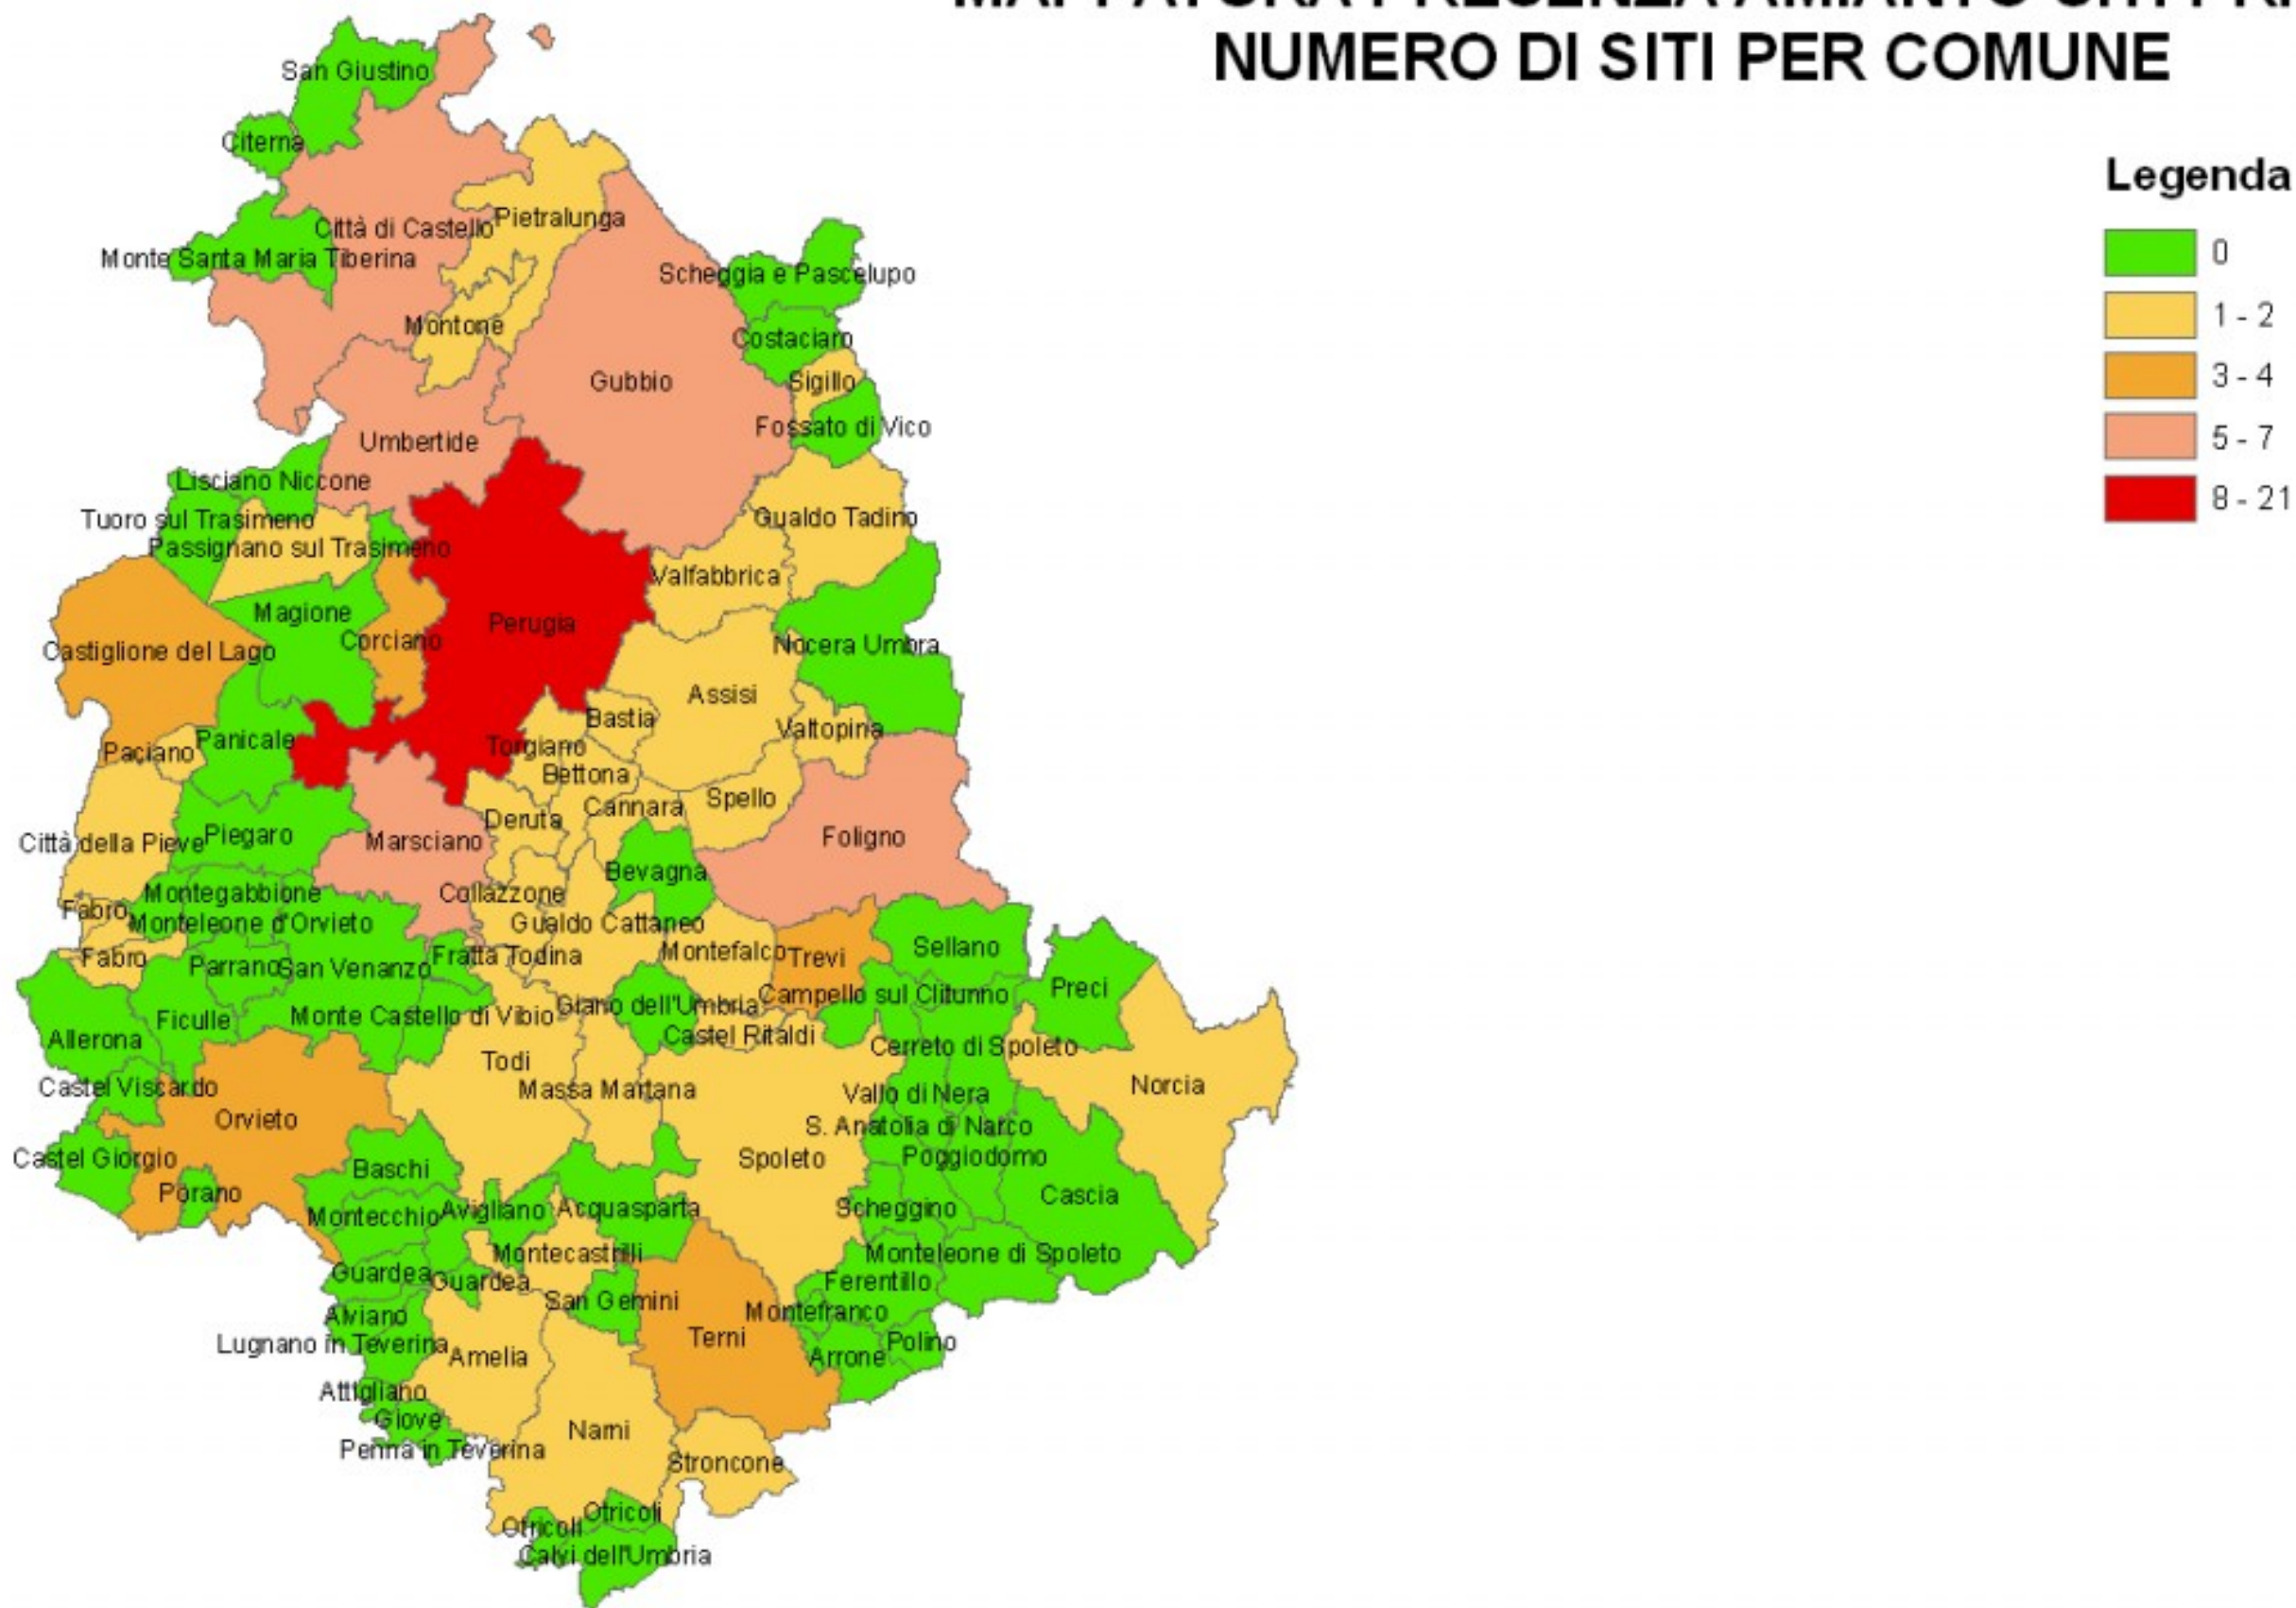 MAPPATURA PRESENZA AMIANTO SITI PRI
NUMERO DI SITI PER COMUNE
Legenda
0
1 - 2
3 - 4
5 - 7
8 - 21
San Giustino
Citerna
Città di Castello
Pietralunga
Monte Santa Maria Tiberina
Scheggia e Pascelupo
Montone
Costaciaro
Gubbio
Sigillo
Fossato di Vico
Umbertide
Lisciano Niccone
Tuoro sul Trasimeno
Gualdo Tadino
Passignano sul Trasimeno
Valfabbrica
Magione
Perugia
Corciano
Nocera Umbra
Castiglione del Lago
Assisi
Bastia
Valtopina
Panicale
Torgiano
Paciano
Bettona
Spello
Cannara
Deruta
Piegaro
Foligno
Città della Pieve
Marsciano
Bevagna
Montegabbione
Collazzone
Fabro
Monteleone d'Orvieto
Gualdo Cattaneo
Sellano
Montefalco
Trevi
Fabro
Fratta Todina
Parrano
San Venanzo
Preci
Campello sul Clitunno
Giano dell'Umbria
Monte Castello di Vibio
Ficulle
Castel Ritaldi
Allerona
Cerreto di Spoleto
Todi
Norcia
Castel Viscardo
Massa Martana
Vallo di Nera
Orvieto
S. Anatolia di Narco
Castel Giorgio
Spoleto
Poggiodomo
Baschi
Porano
Cascia
Acquasparta
Scheggino
Avigliano
Montecchio
Montecastrilli
Monteleone di Spoleto
Guardea
Guardea
Ferentillo
San Gemini
Montefranco
Alviano
Terni
Polino
Lugnano in Teverina
Amelia
Arrone
Attigliano
Giove
Narni
Penna in Teverina
Stroncone
Otricoli
Otricoli
Calvi dell'Umbria